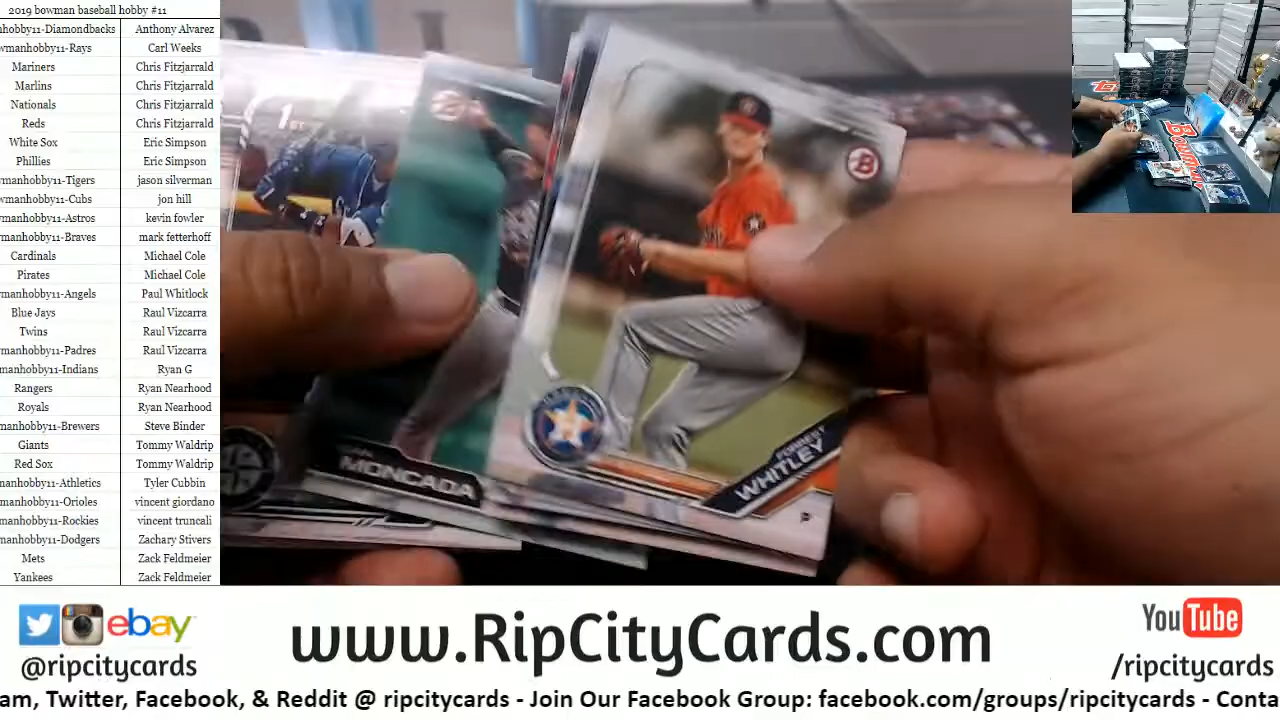 2019 bowman baseball hobby #11
hobby11-Diamondbacks Anthony Alvarez
wmanhobby11-Rays Carl Weeks
Mariners Chris Fitzjarrald
Marlins Chris Fitzjarrald
Nationals Chris Fitzjarrald
Reds Chris Fitzjarrald
White Sox Eric Simpson
Phillies Eric Simpson
wmanhobby11-Tigers jason silverman
manhobby11-Cubs jon hill
manhobby11-Astros kevin fowler
manhobby11-Braves mark fetterhoff
Cardinals Michael Cole
Pirates Michael Cole
manhobby11-Angels Paul Whitlock
Blue Jays Raul Vizcarra
Twins Raul Vizcarra
manhobby11-Padres Raul Vizcarra
manhobby11-Indians Ryan G
Rangers Ryan Nearhood
Royals Ryan Nearhood
manhobby11-Brewers Steve Binder
Giants Tommy Waldrip
Red Sox Tommy Waldrip
manhobby11-Athletics Tyler Cubbin
manhobby11-Orioles vincent giordano
manhobby11-Rockies vincent truncali
manhobby11-Dodgers Zachary Stivers
Mets Zack Feldmeier
Yankees Zack Feldmeier
1ST
B
MONCADA
FORREST
WHITLEY
P
Bowman
ebay
@ripcitycards
www.RipCityCards.com
YouTube
/ripcitycards
am, Twitter, Facebook, & Reddit @ ripcitycards - Join Our Facebook Group: facebook.com/groups/ripcitycards - Conta